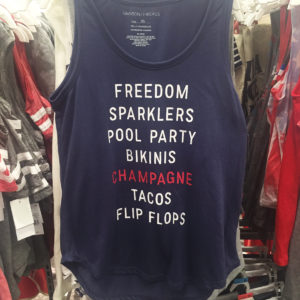 FREEDOM
SPARKLERS
POOL PARTY
BIKINIS
CHAMPAGNE
TACOS
FLIP FLOPS